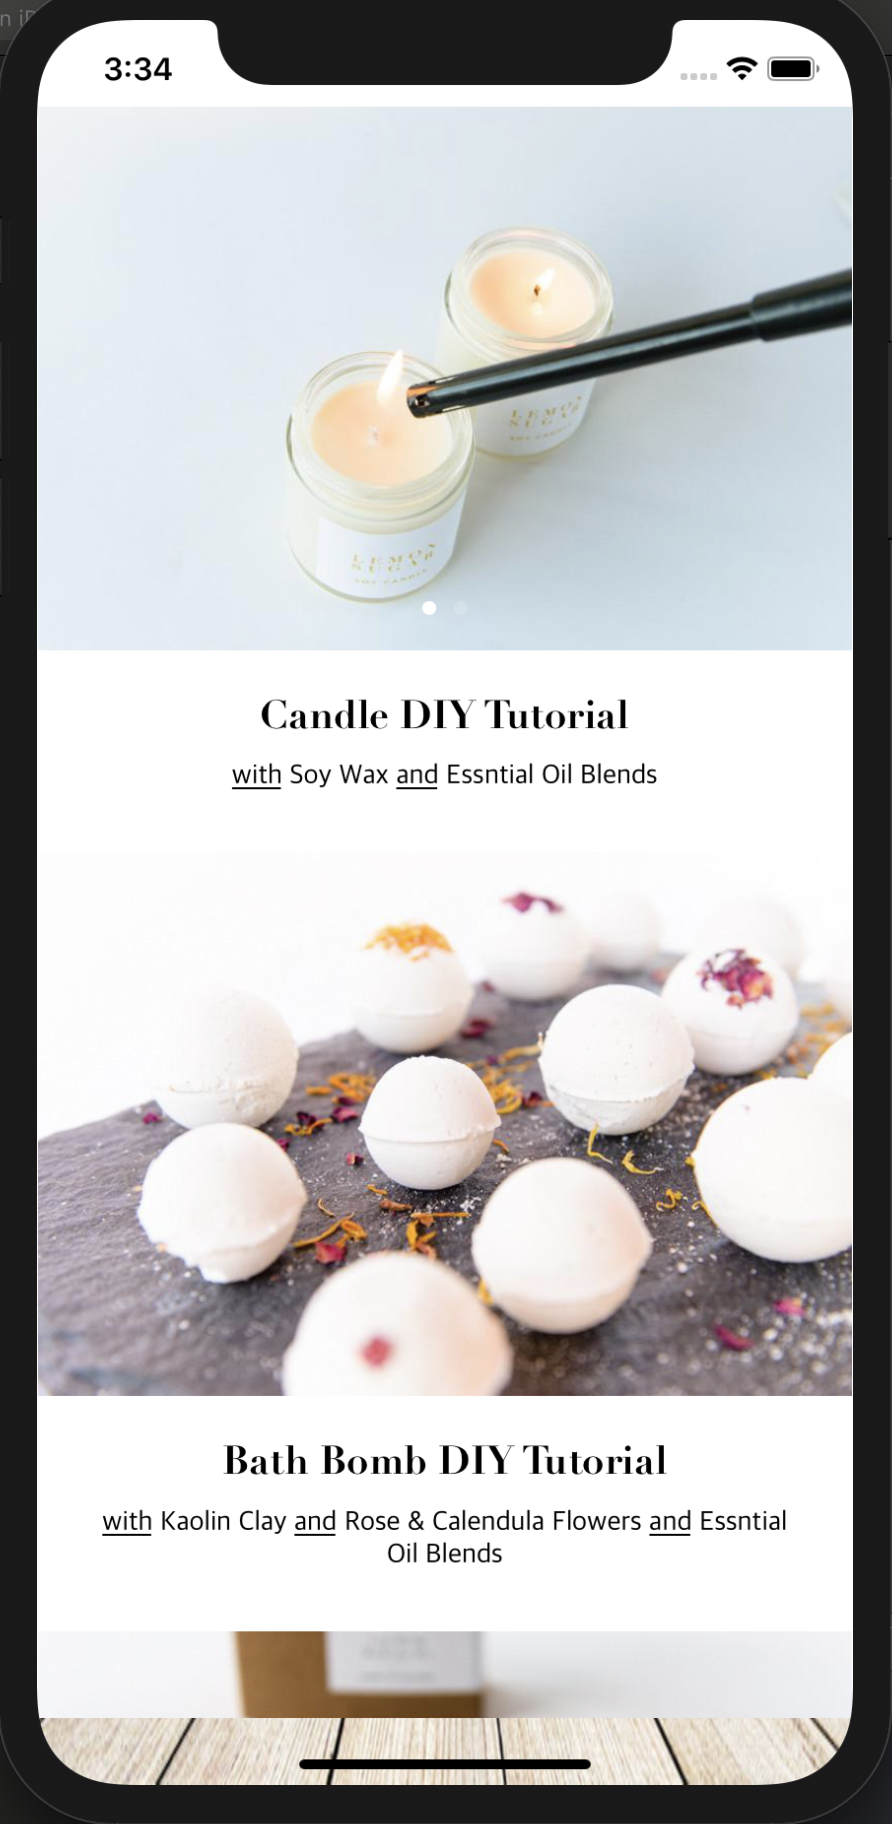 3:34
LEMON
SUGAR
SOY CANDLE
LEMON
SUGAR
SOY CANDLE
Candle DIY Tutorial
with Soy Wax and Essntial Oil Blends
Bath Bomb DIY Tutorial
with Kaolin Clay and Rose & Calendula Flowers and Essntial
Oil Blends